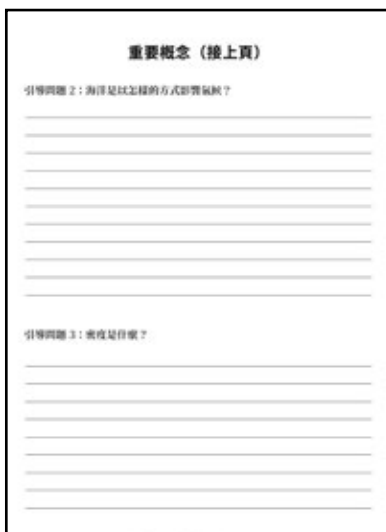 重要概念（接上頁）
引導問題 2：海洋是以怎樣的方式影響氣候？
引導問題 3：密度是什麼？